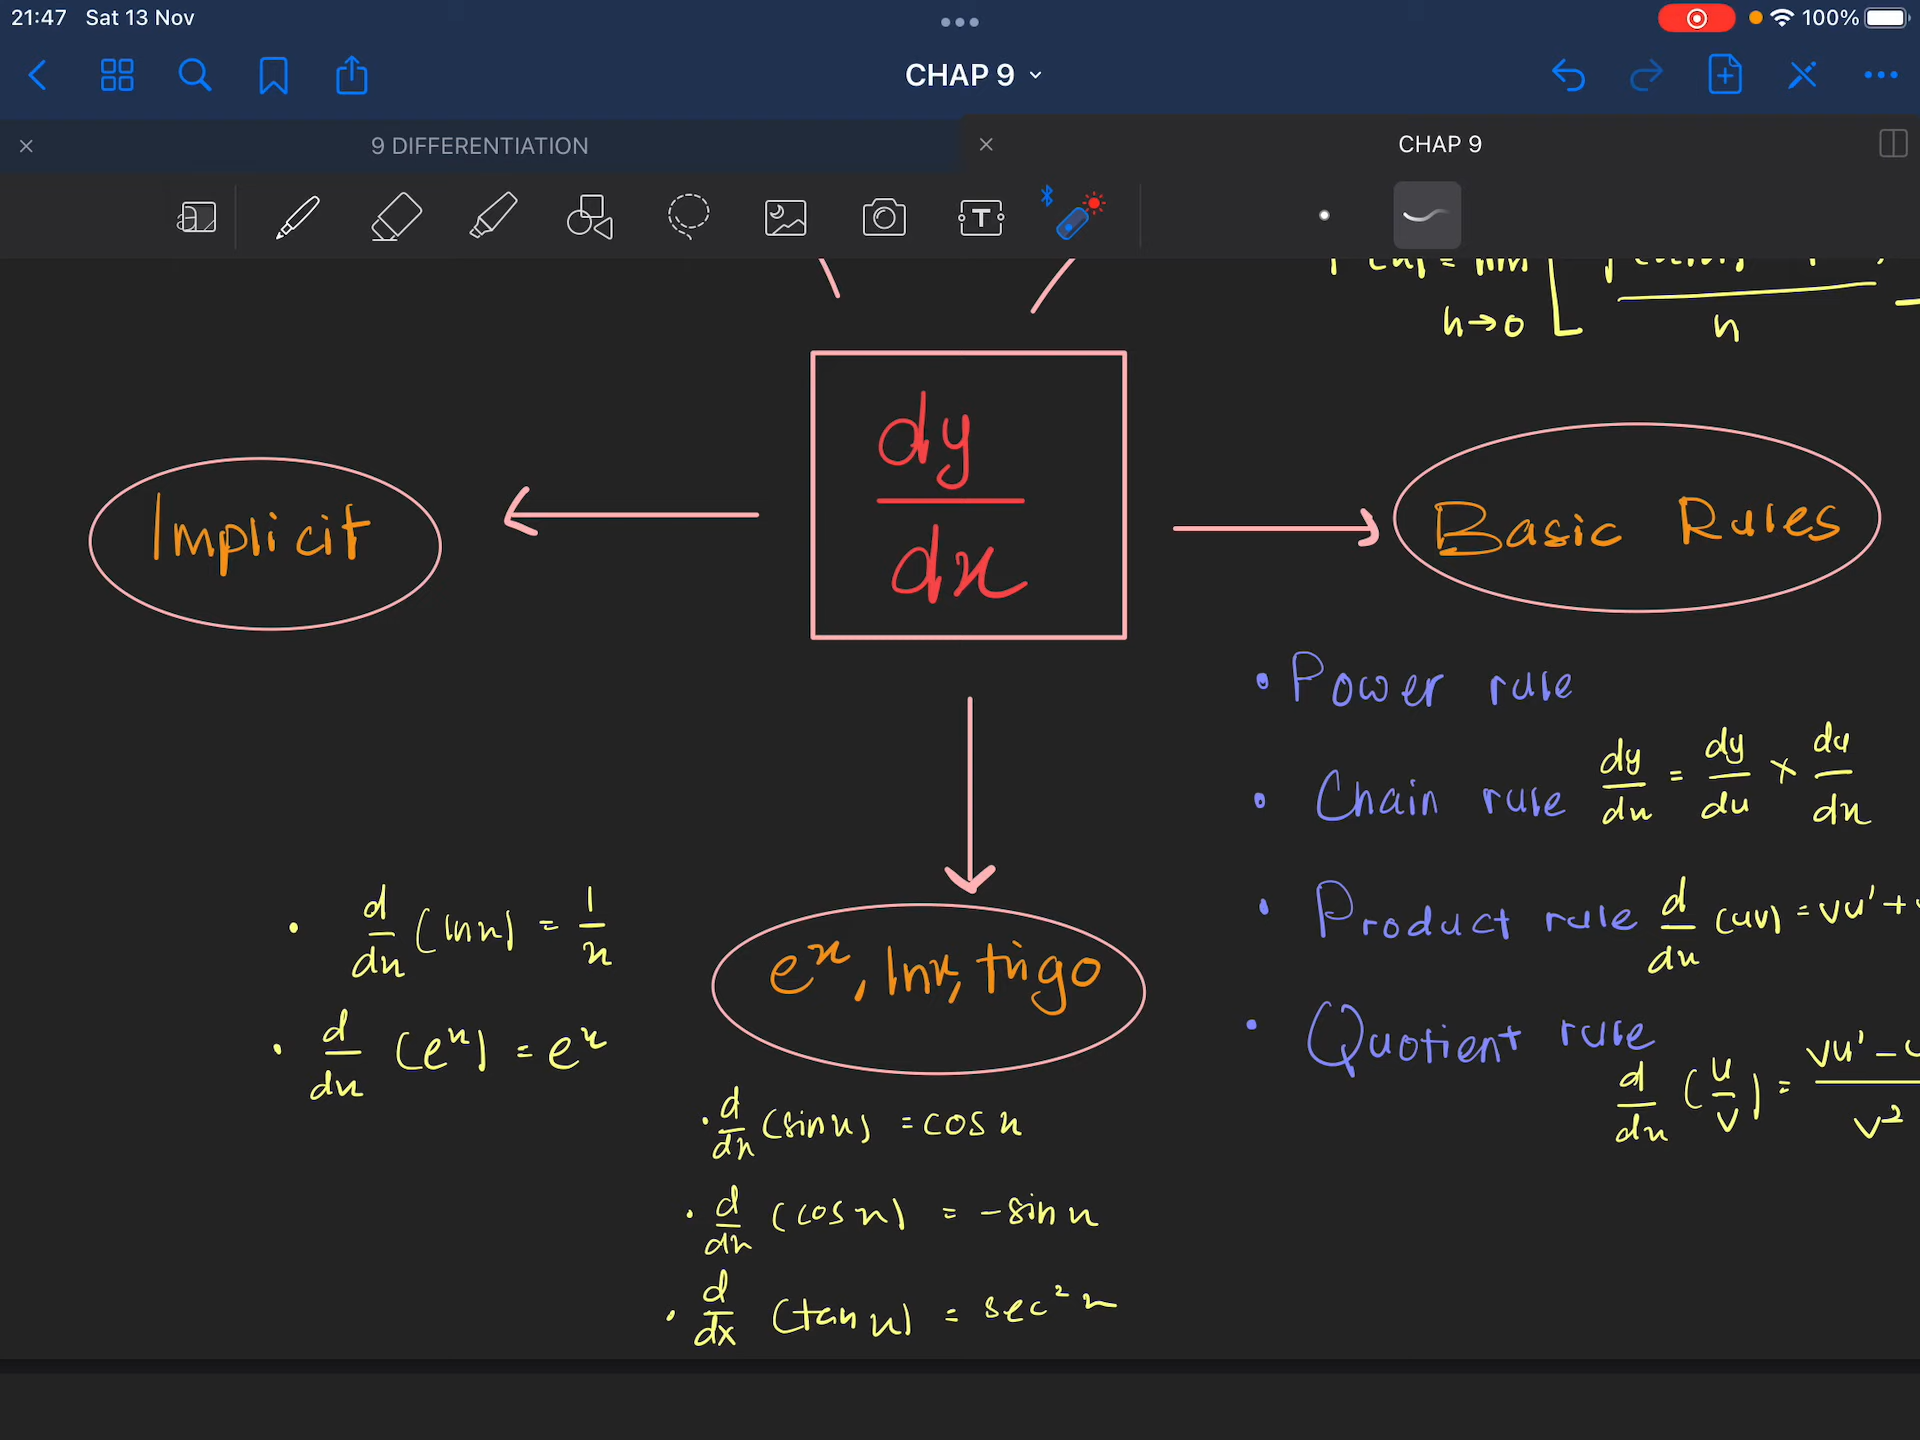 21:47 Sat 13 Nov
100%
CHAP 9
9 DIFFERENTIATION
CHAP 9
h→0
h
dy/dx
Implicit
Basic Rules
• Power rule
• Chain rule dy/dx = dy/du × du/dx
• Product rule d/dx (uv) = vu' +
• Quotient rule
d/dx (u/v) = vu' − / v²
• d/dx (ln x) = 1/x
• d/dx (eˣ) = eˣ
eˣ, lnx, trigo
• d/dx (sin x) = cos x
• d/dx (cos x) = −sin x
• d/dx (tan x) = sec² x